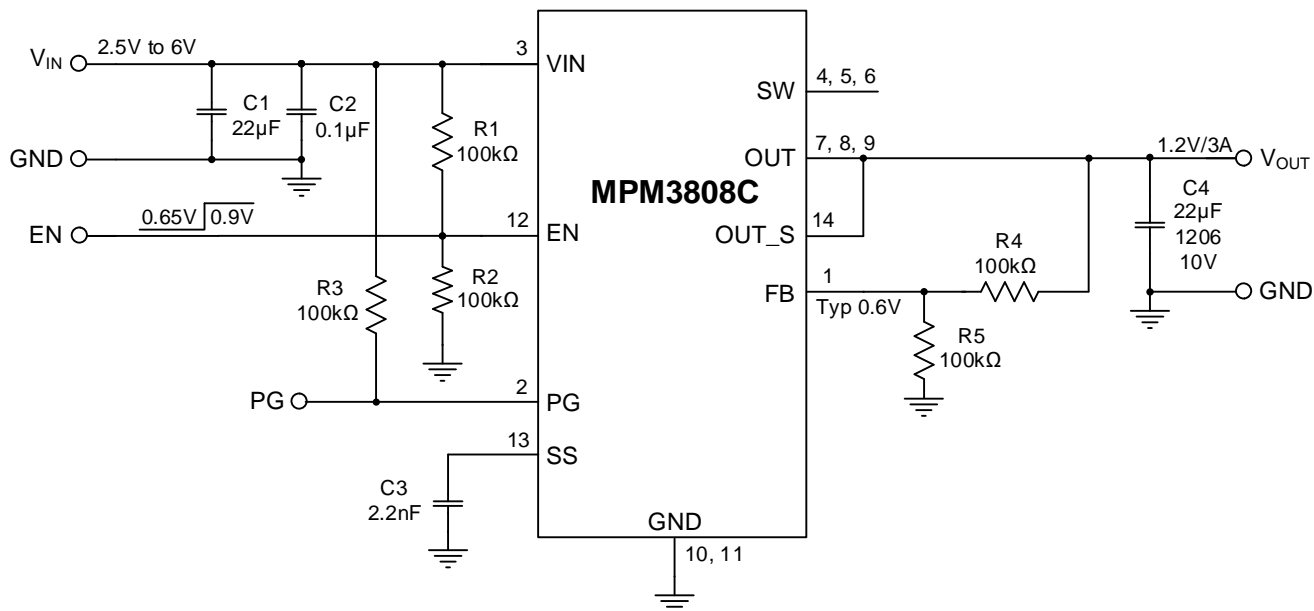 V_IN
2.5V to 6V
3
VIN
C1
22µF
C2
0.1µF
R1
100kΩ
GND
0.65V
0.9V
EN
12
EN
R3
100kΩ
R2
100kΩ
PG
2
PG
13
SS
C3
2.2nF
MPM3808C
GND
10, 11
SW
4, 5, 6
OUT
7, 8, 9
1.2V/3A
V_OUT
OUT_S
14
R4
100kΩ
C4
22µF
1206
10V
FB
1
Typ 0.6V
GND
R5
100kΩ